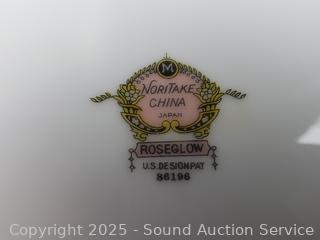 M
NORITAKE
CHINA
JAPAN
ROSEGLOW
U.S. DESIGN-PAT
86196
Copyright 2025 - Sound Auction Service